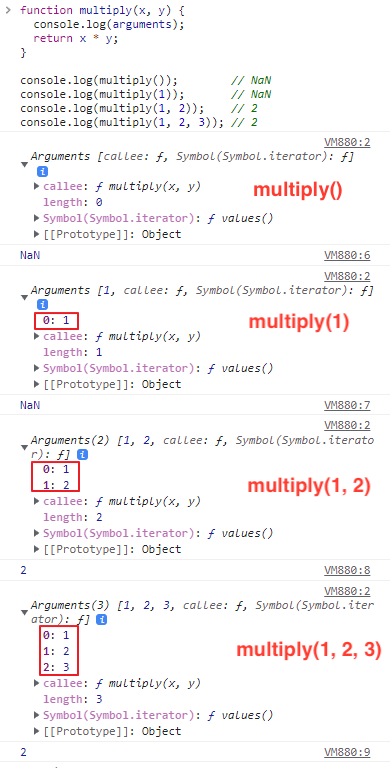 function multiply(x, y) {
console.log(arguments);
return x * y;
}
console.log(multiply()); // NaN
console.log(multiply(1)); // NaN
console.log(multiply(1, 2)); // 2
console.log(multiply(1, 2, 3)); // 2
VM880:2
Arguments [callee: ƒ, Symbol(Symbol.iterator): ƒ]
i
callee: ƒ multiply(x, y)
multiply()
length: 0
Symbol(Symbol.iterator): ƒ values()
[[Prototype]]: Object
NaN VM880:6
VM880:2
Arguments [1, callee: ƒ, Symbol(Symbol.iterator): ƒ]
i
0: 1
multiply(1)
callee: ƒ multiply(x, y)
length: 1
Symbol(Symbol.iterator): ƒ values()
[[Prototype]]: Object
NaN VM880:7
VM880:2
Arguments(2) [1, 2, callee: ƒ, Symbol(Symbol.iterato
r): ƒ] i
0: 1
1: 2
multiply(1, 2)
callee: ƒ multiply(x, y)
length: 2
Symbol(Symbol.iterator): ƒ values()
[[Prototype]]: Object
2 VM880:8
VM880:2
Arguments(3) [1, 2, 3, callee: ƒ, Symbol(Symbol.iter
ator): ƒ] i
0: 1
1: 2
multiply(1, 2, 3)
2: 3
callee: ƒ multiply(x, y)
length: 3
Symbol(Symbol.iterator): ƒ values()
[[Prototype]]: Object
2 VM880:9